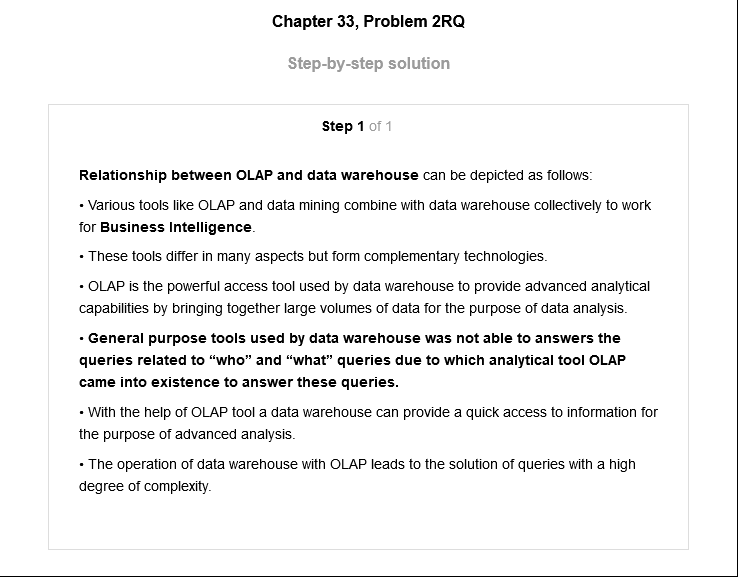 Chapter 33, Problem 2RQ
Step-by-step solution
Step 1 of 1
Relationship between OLAP and data warehouse can be depicted as follows:
• Various tools like OLAP and data mining combine with data warehouse collectively to work
for Business Intelligence.
• These tools differ in many aspects but form complementary technologies.
• OLAP is the powerful access tool used by data warehouse to provide advanced analytical
capabilities by bringing together large volumes of data for the purpose of data analysis.
• General purpose tools used by data warehouse was not able to answers the
queries related to “who” and “what” queries due to which analytical tool OLAP
came into existence to answer these queries.
• With the help of OLAP tool a data warehouse can provide a quick access to information for
the purpose of advanced analysis.
• The operation of data warehouse with OLAP leads to the solution of queries with a high
degree of complexity.